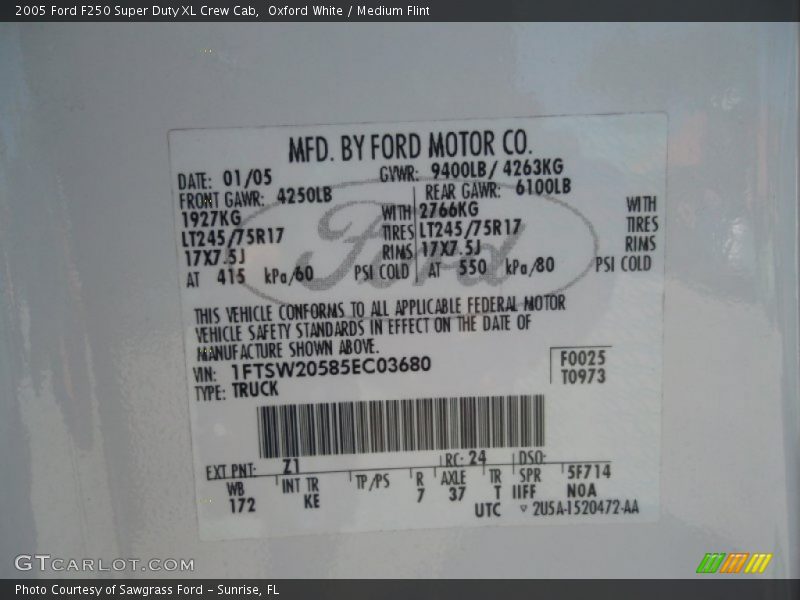 2005 Ford F250 Super Duty XL Crew Cab,  Oxford White / Medium Flint
MFD. BY FORD MOTOR CO.
DATE: 01/05 GVWR: 9400LB/ 4263KG
FRONT GAWR: 4250LB REAR GAWR: 6100LB
1927KG WITH 2766KG WITH
LT245/75R17 TIRES LT245/75R17 TIRES
17X7.5J RIMS 17X7.5J RIMS
AT 415 kPa/60 PSI COLD AT 550 kPa/80 PSI COLD
Ford
THIS VEHICLE CONFORMS TO ALL APPLICABLE FEDERAL MOTOR
VEHICLE SAFETY STANDARDS IN EFFECT ON THE DATE OF
MANUFACTURE SHOWN ABOVE.
VIN: 1FTSW20585EC03680 F0025
TYPE: TRUCK T0973
EXT PNT: Z1 RC: 24 DSO:
WB INT TR TP/PS R AXLE TR SPR 5F714
172 KE 7 37 T IIFF N0A
UTC ▽ 2U5A-1520472-AA
GTCARLOT.COM
Photo Courtesy of Sawgrass Ford - Sunrise, FL